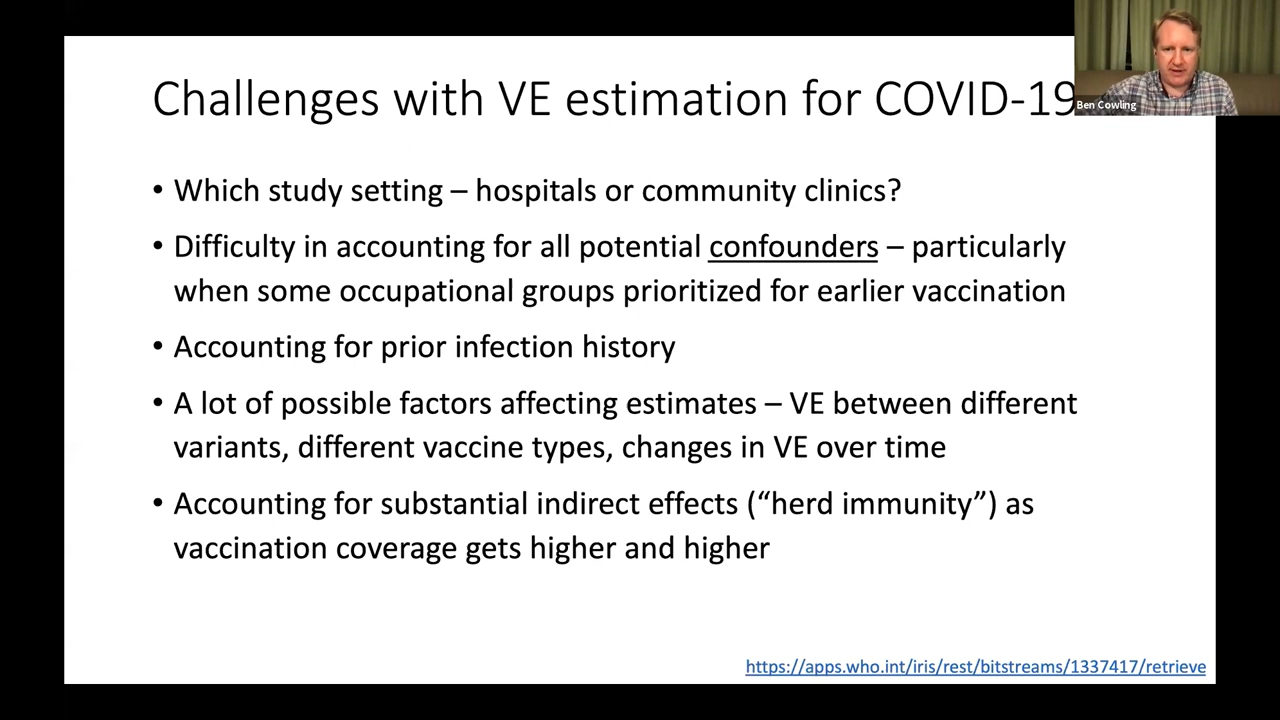 Challenges with VE estimation for COVID-19
Ben Cowling
• Which study setting – hospitals or community clinics?
• Difficulty in accounting for all potential confounders – particularly
when some occupational groups prioritized for earlier vaccination
• Accounting for prior infection history
• A lot of possible factors affecting estimates – VE between different
variants, different vaccine types, changes in VE over time
• Accounting for substantial indirect effects (“herd immunity”) as
vaccination coverage gets higher and higher
https://apps.who.int/iris/rest/bitstreams/1337417/retrieve